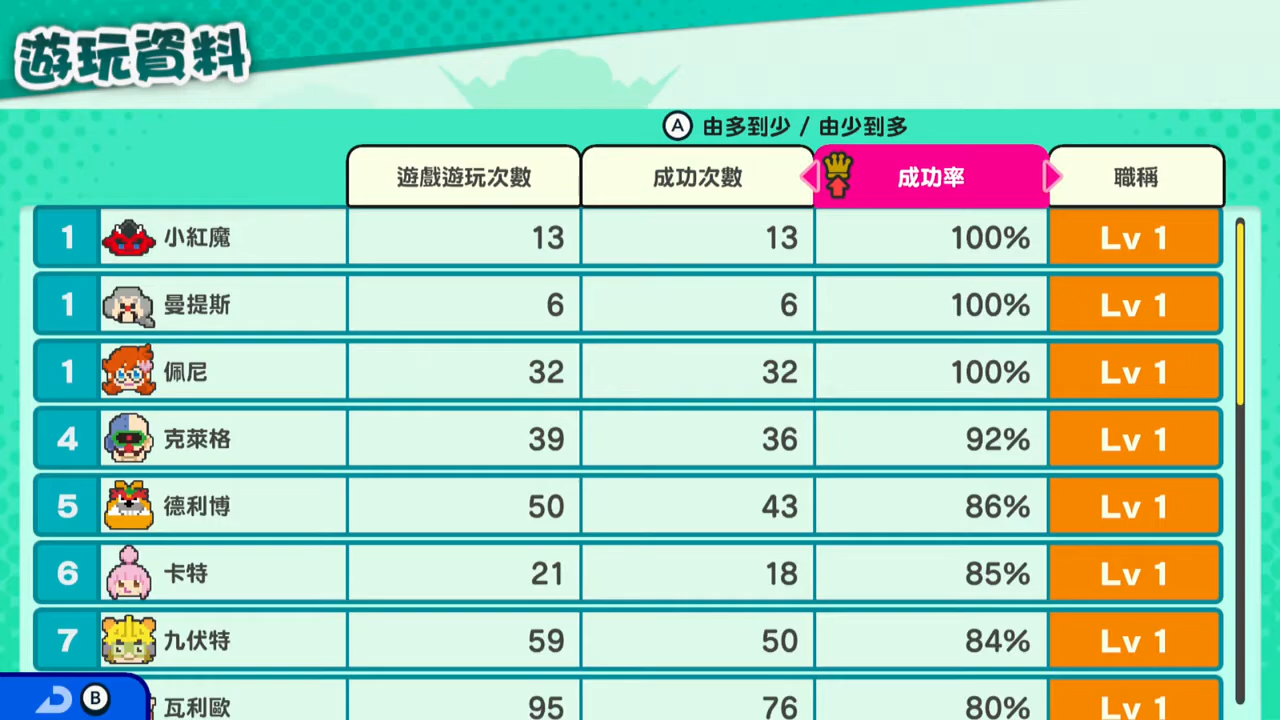 遊玩資料
A 由多到少 / 由少到多
遊戲遊玩次數 成功次數 成功率 職稱
1 小紅魔 13 13 100% Lv 1
1 曼提斯 6 6 100% Lv 1
1 佩尼 32 32 100% Lv 1
4 克萊格 39 36 92% Lv 1
5 德利博 50 43 86% Lv 1
6 卡特 21 18 85% Lv 1
7 九伏特 59 50 84% Lv 1
瓦利歐 95 76 80% Lv 1
B